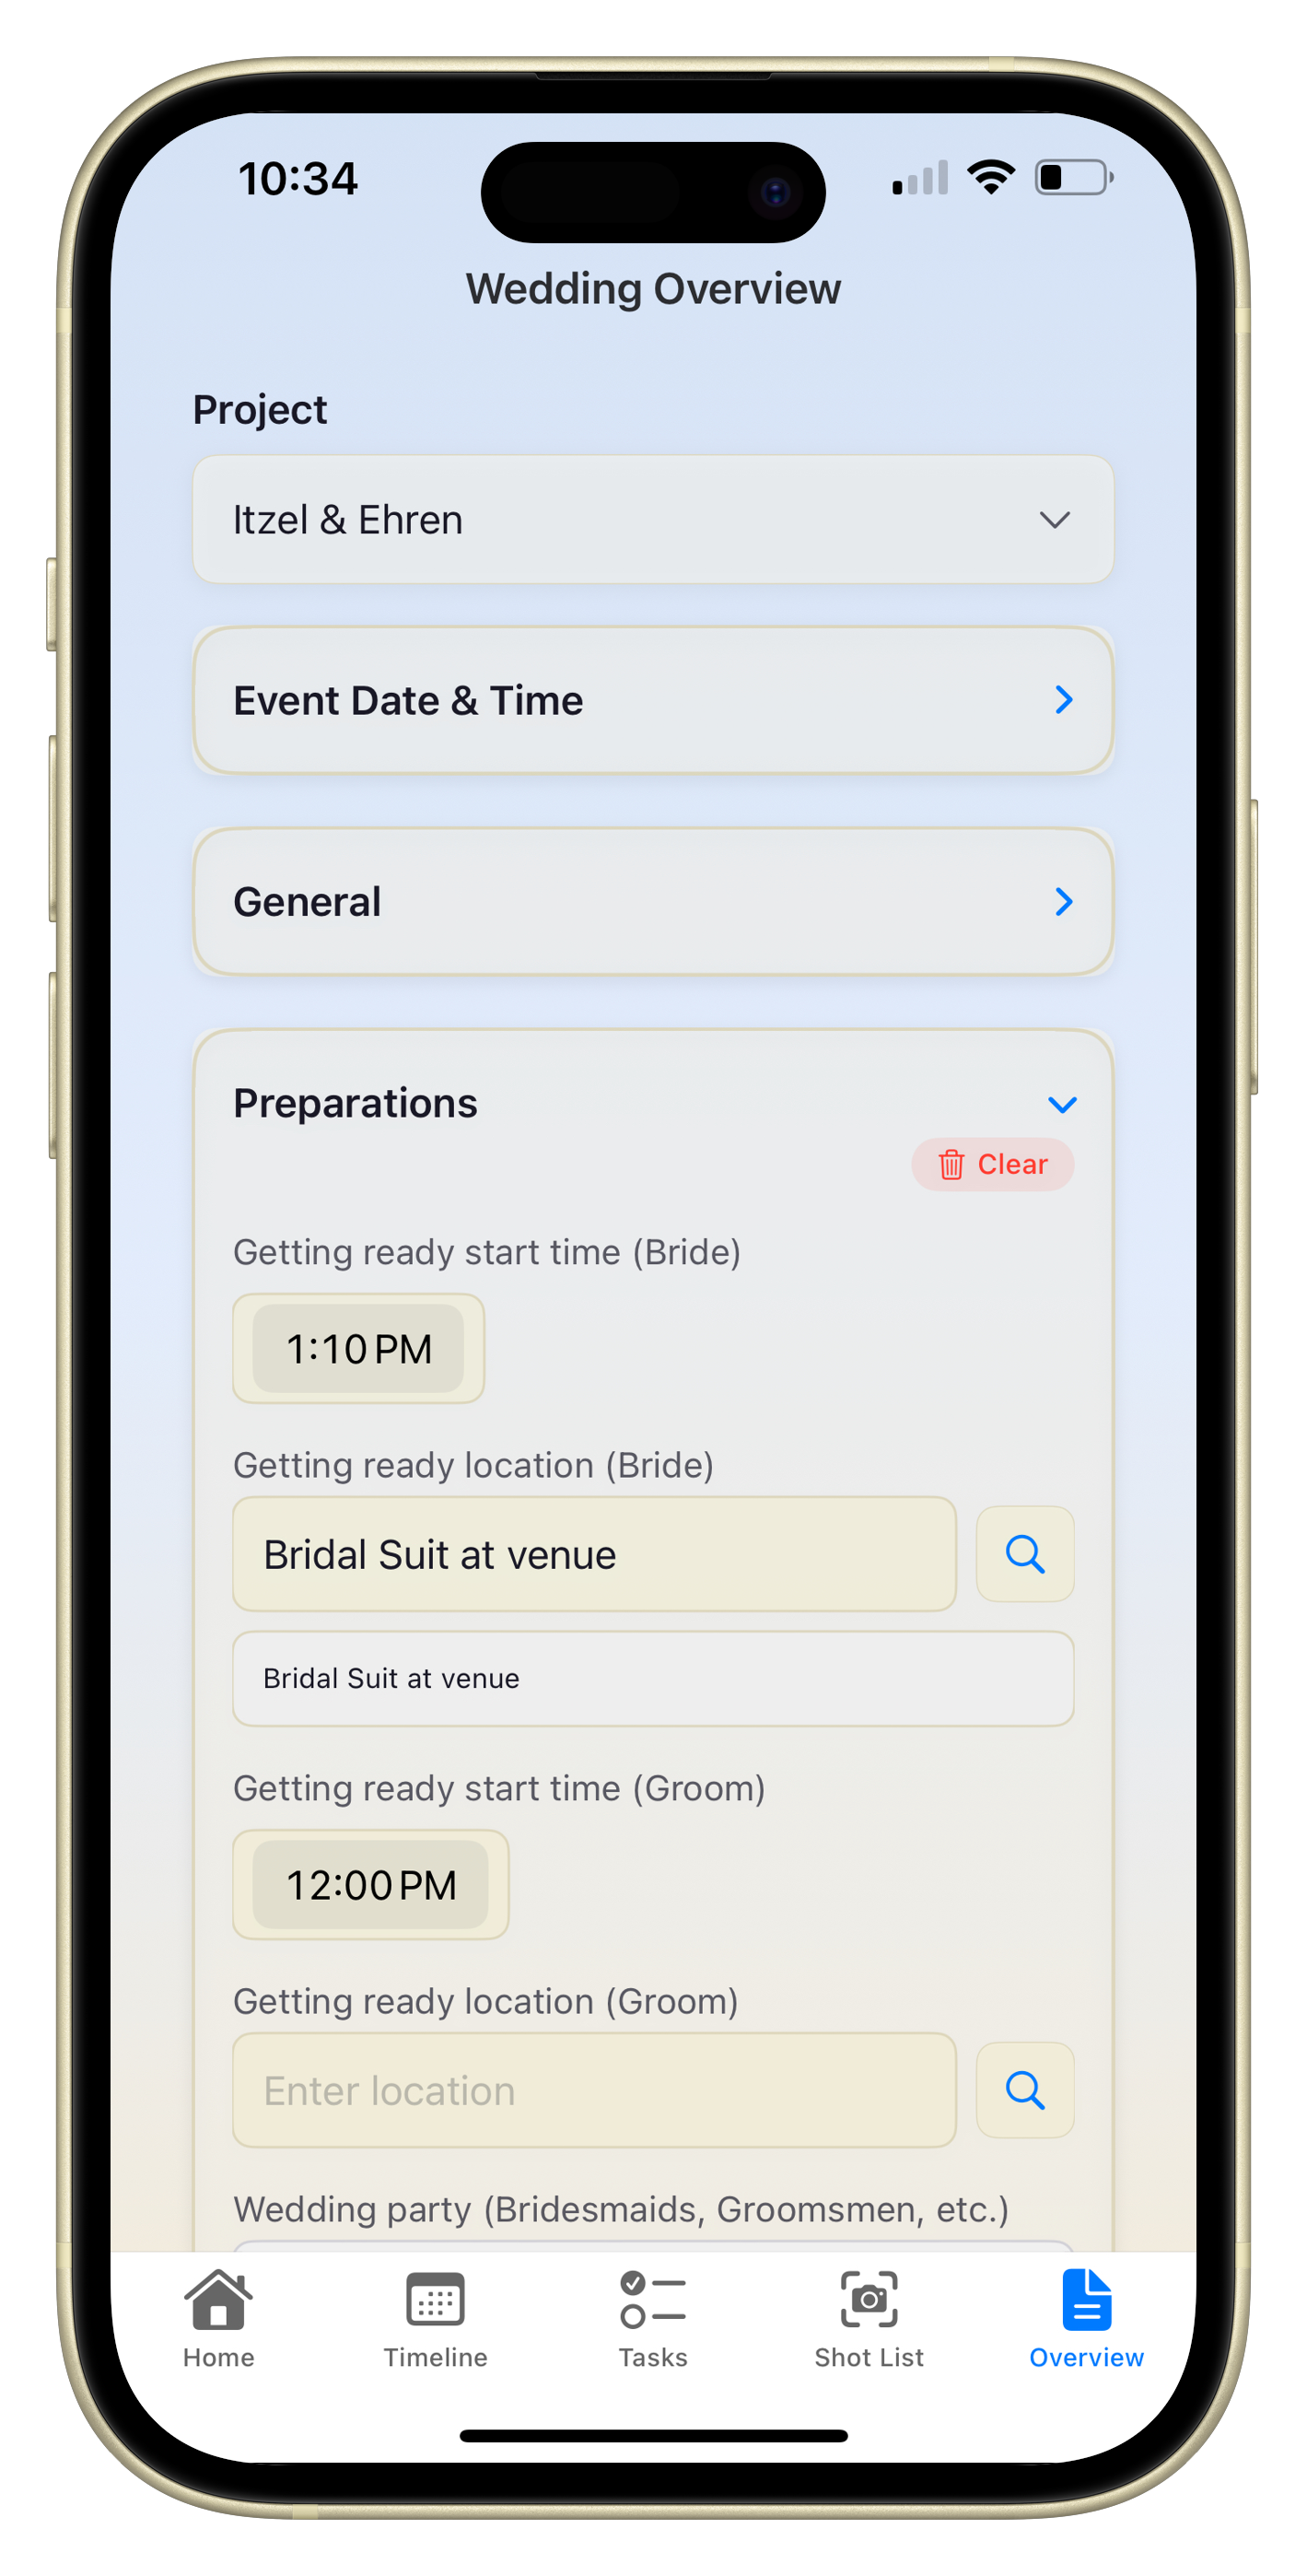 10:34
Wedding Overview
Project
Itzel & Ehren
Event Date & Time
General
Preparations
Clear
Getting ready start time (Bride)
1:10 PM
Getting ready location (Bride)
Bridal Suit at venue
Bridal Suit at venue
Getting ready start time (Groom)
12:00 PM
Getting ready location (Groom)
Enter location
Wedding party (Bridesmaids, Groomsmen, etc.)
Home Timeline Tasks Shot List Overview